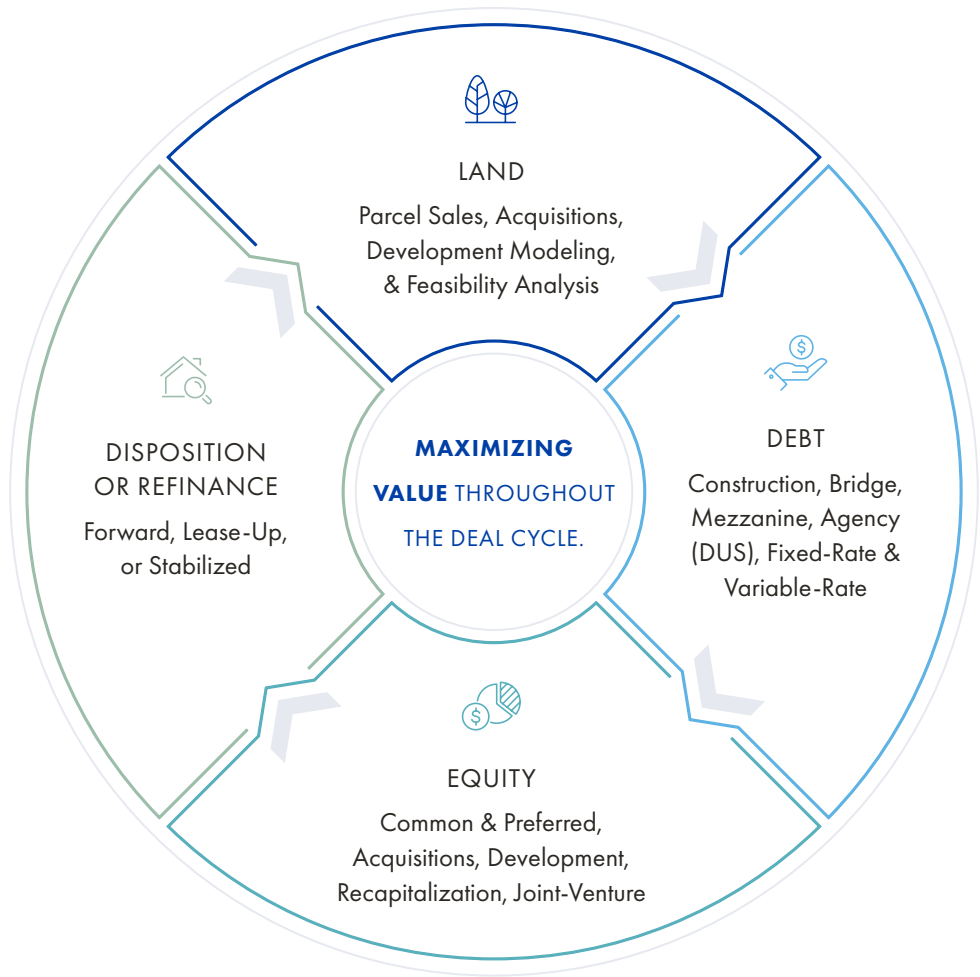 LAND
Parcel Sales, Acquisitions,
Development Modeling,
& Feasibility Analysis
DEBT
Construction, Bridge,
Mezzanine, Agency
(DUS), Fixed-Rate &
Variable-Rate
EQUITY
Common & Preferred,
Acquisitions, Development,
Recapitalization, Joint-Venture
DISPOSITION
OR REFINANCE
Forward, Lease-Up,
or Stabilized
MAXIMIZING
VALUE THROUGHOUT
THE DEAL CYCLE.
$
$